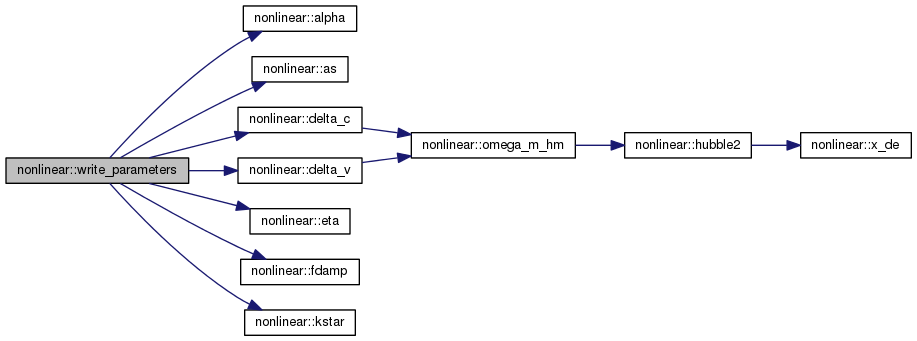 nonlinear::write_parameters
nonlinear::alpha
nonlinear::as
nonlinear::delta_c
nonlinear::delta_v
nonlinear::eta
nonlinear::fdamp
nonlinear::kstar
nonlinear::omega_m_hm
nonlinear::hubble2
nonlinear::x_de